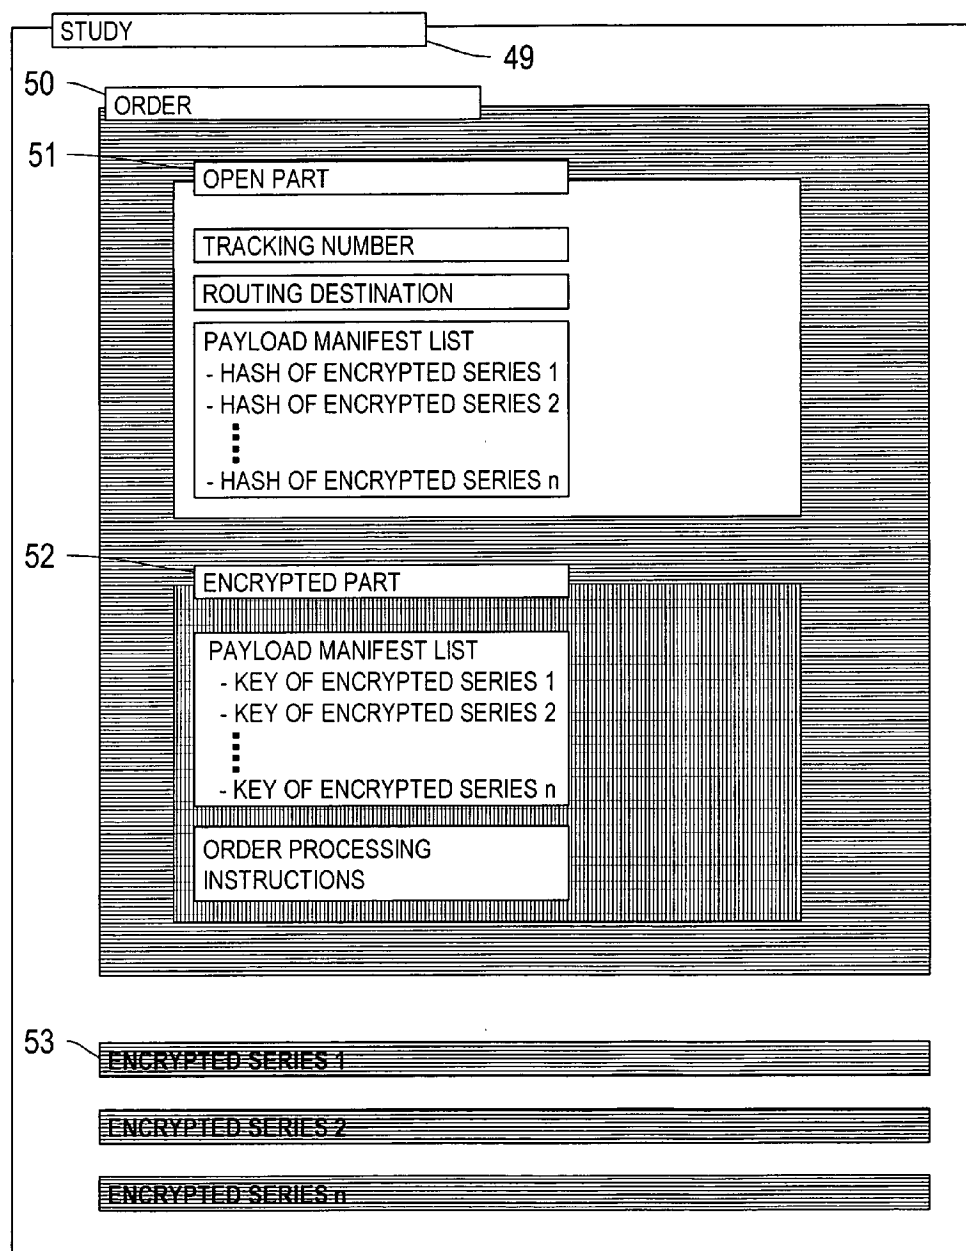 STUDY
49
50
ORDER
51
OPEN PART
TRACKING NUMBER
ROUTING DESTINATION
PAYLOAD MANIFEST LIST
- HASH OF ENCRYPTED SERIES 1
- HASH OF ENCRYPTED SERIES 2
- HASH OF ENCRYPTED SERIES n
52
ENCRYPTED PART
PAYLOAD MANIFEST LIST
- KEY OF ENCRYPTED SERIES 1
- KEY OF ENCRYPTED SERIES 2
- KEY OF ENCRYPTED SERIES n
ORDER PROCESSING
INSTRUCTIONS
53
ENCRYPTED SERIES 1
ENCRYPTED SERIES 2
ENCRYPTED SERIES n